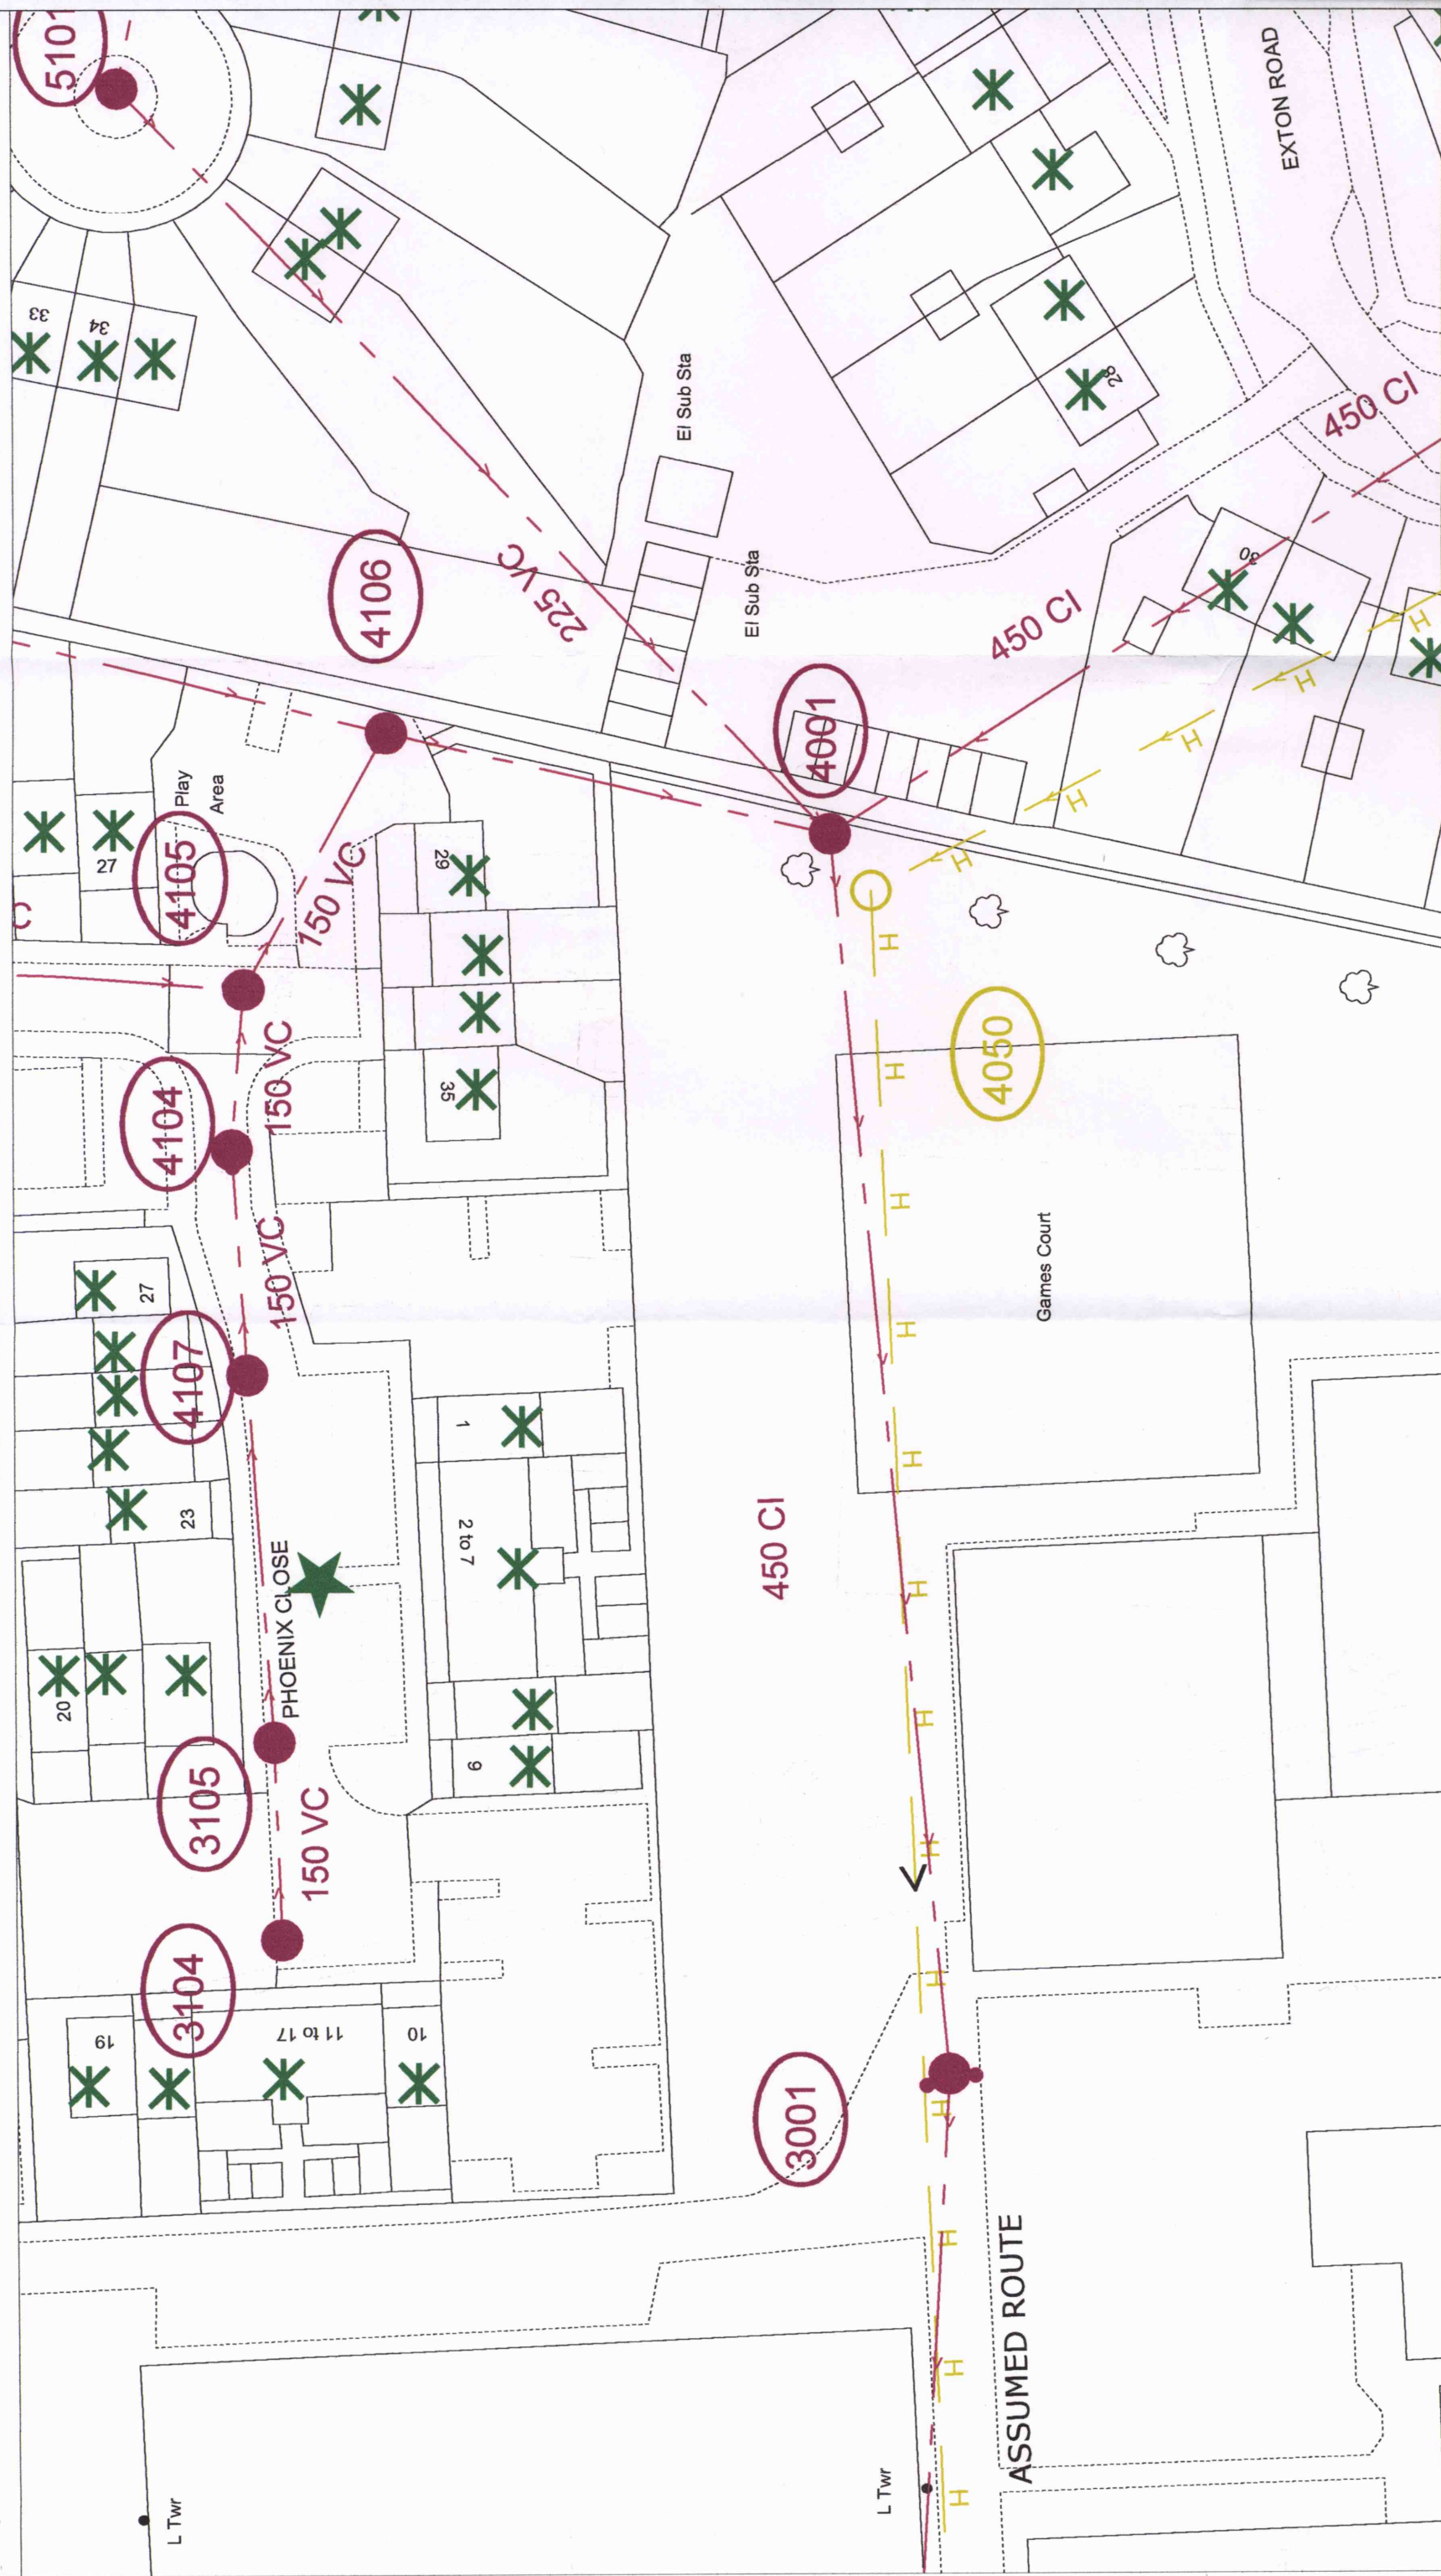 5101
33
34
EXTON ROAD
El Sub Sta
28
450 CI
4106
225 VC
El Sub Sta
30
450 CI
4001
Play
Area
27
4105
150 VC
29
H
H
H
H
H
4104
150 VC
35
H
H
4050
H
27
150 VC
H
Games Court
4107
23
1
2 to 7
H
450 CI
H
PHOENIX CLOSE
20
H
3105
150 VC
9
H
3104
19
11 to 17
10
H
3001
H
H
ASSUMED ROUTE
H
L Twr
L Twr
H